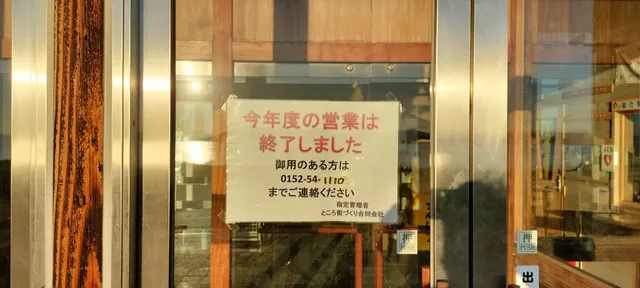 今年度の営業は
終了しました
御用のある方は
0152-54-1110
までご連絡ください
指定管理者
ところ街づくり合同会社
押
PUSH
押
PUSH
出